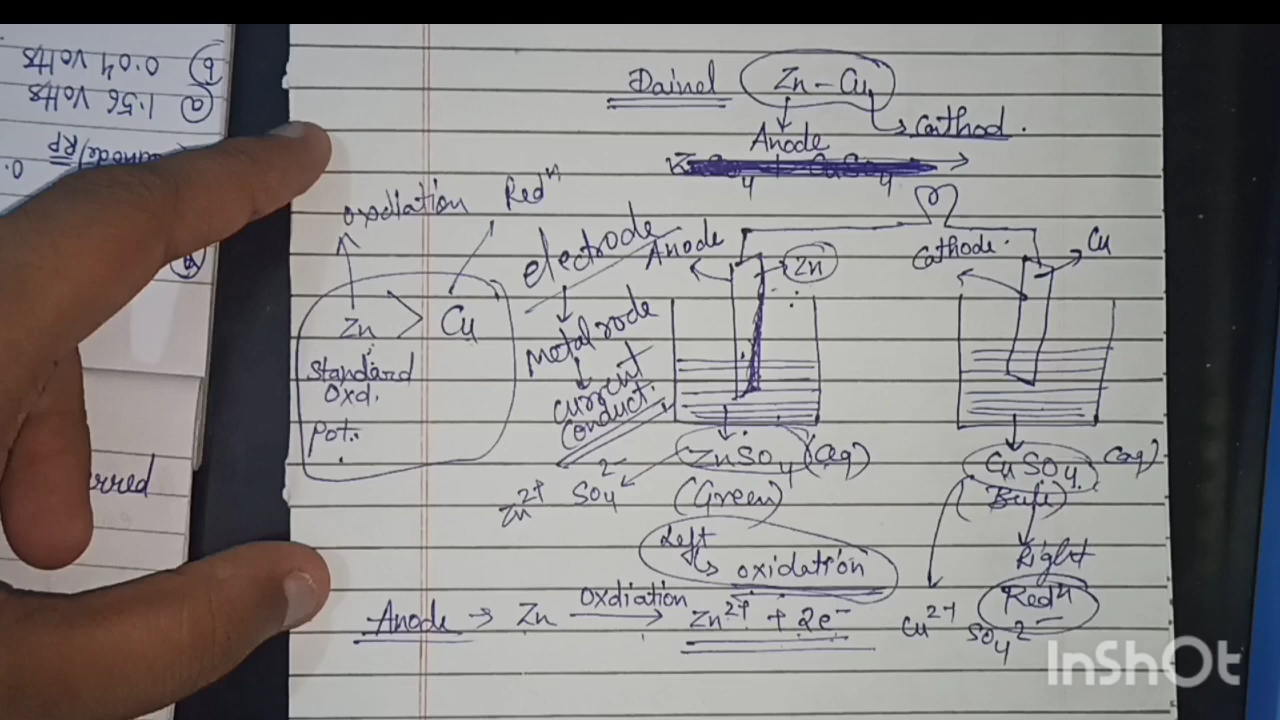 Dainel Zn - Cu
Anode
Cathod.
oxdiation
Redⁿ
electrode
Anode
Zn
Cathode.
Cu
Zn > Cu
Standard
Oxd.
Pot.
Metal rode
Current
Conduct.
ZnSO₄ (aq)
(Green)
Zn²⁺ SO₄²⁻
CuSO₄ (aq)
Right
Redⁿ
Left
oxidation
Anode → Zn Oxdiation → Zn²⁺ + 2e⁻
Cu²⁺ SO₄²⁻
b 0.04 volts
a 1.56 Volts
InShOt